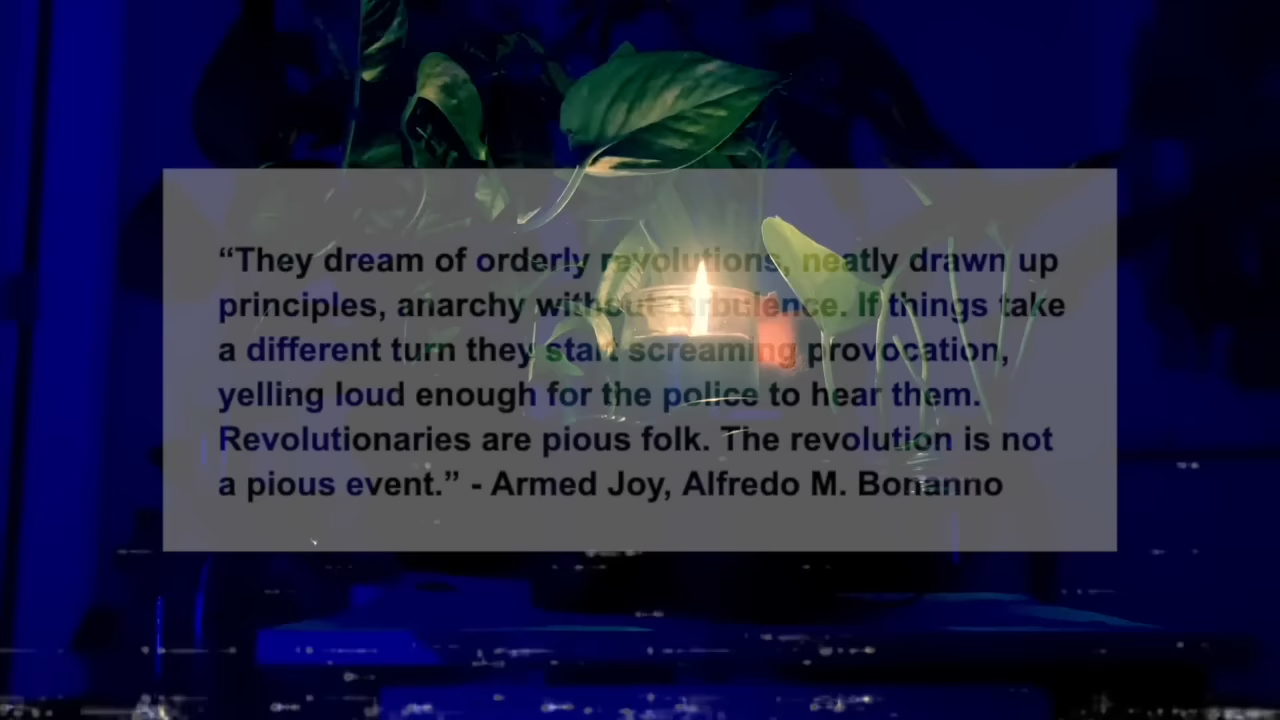 “They dream of orderly revolutions, neatly drawn up
principles, anarchy without turbulence. If things take
a different turn they start screaming provocation,
yelling loud enough for the police to hear them.
Revolutionaries are pious folk. The revolution is not
a pious event.” - Armed Joy, Alfredo M. Bonanno